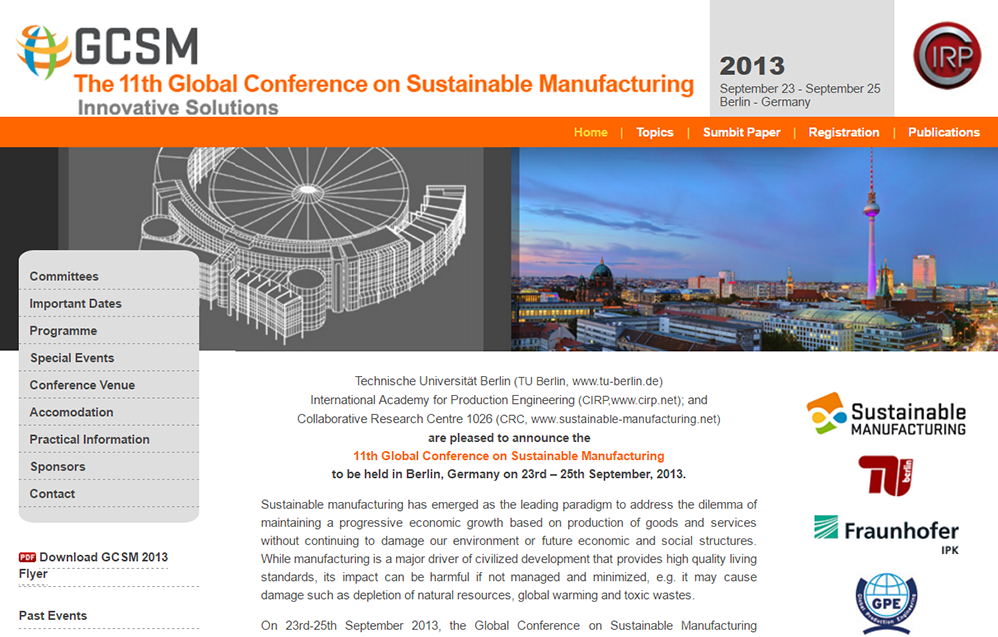 GCSM
The 11th Global Conference on Sustainable Manufacturing
Innovative Solutions
2013
September 23 - September 25
Berlin - Germany
CIRP
Home | Topics | Sumbit Paper | Registration | Publications
Committees
Important Dates
Programme
Special Events
Conference Venue
Accomodation
Practical Information
Sponsors
Contact
PDF Download GCSM 2013
Flyer
Past Events
Technische Universität Berlin (TU Berlin, www.tu-berlin.de)
International Academy for Production Engineering (CIRP,www.cirp.net); and
Collaborative Research Centre 1026 (CRC, www.sustainable-manufacturing.net)
are pleased to announce the
11th Global Conference on Sustainable Manufacturing
to be held in Berlin, Germany on 23rd – 25th September, 2013.
Sustainable manufacturing has emerged as the leading paradigm to address the dilemma of
maintaining a progressive economic growth based on production of goods and services
without continuing to damage our environment or future economic and social structures.
While manufacturing is a major driver of civilized development that provides high quality living
standards, its impact can be harmful if not managed and minimized, e.g. it may cause
damage such as depletion of natural resources, global warming and toxic wastes.
On 23rd-25th September 2013, the Global Conference on Sustainable Manufacturing
Sustainable
MANUFACTURING
TU berlin
Fraunhofer
IPK
GPE
Global Production Engineering